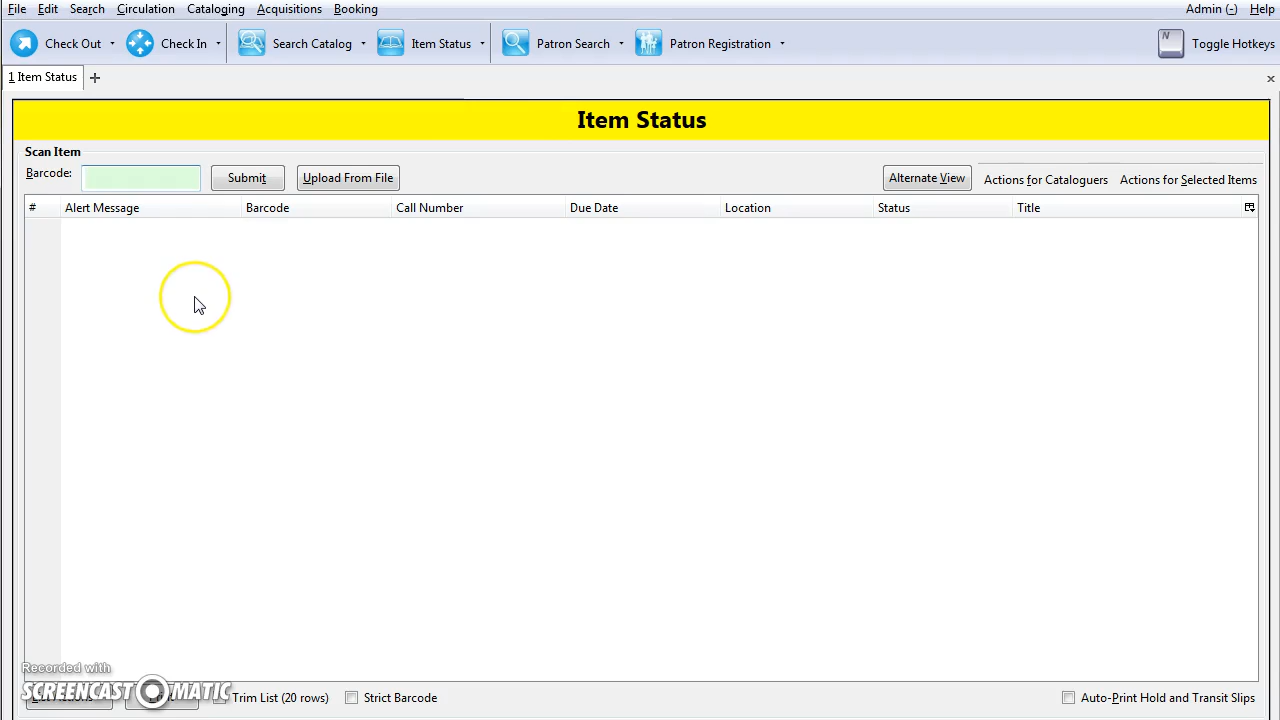 File Edit Search Circulation Cataloging Acquisitions Booking Admin (-) Help
Check Out Check In Search Catalog Item Status Patron Search Patron Registration N Toggle Hotkeys
1 Item Status + ×
Item Status
Scan Item
Barcode: Submit Upload From File Alternate View Actions for Cataloguers Actions for Selected Items
# Alert Message Barcode Call Number Due Date Location Status Title
Recorded with
SCREENCAST-O-MATIC
Trim List (20 rows) Strict Barcode Auto-Print Hold and Transit Slips